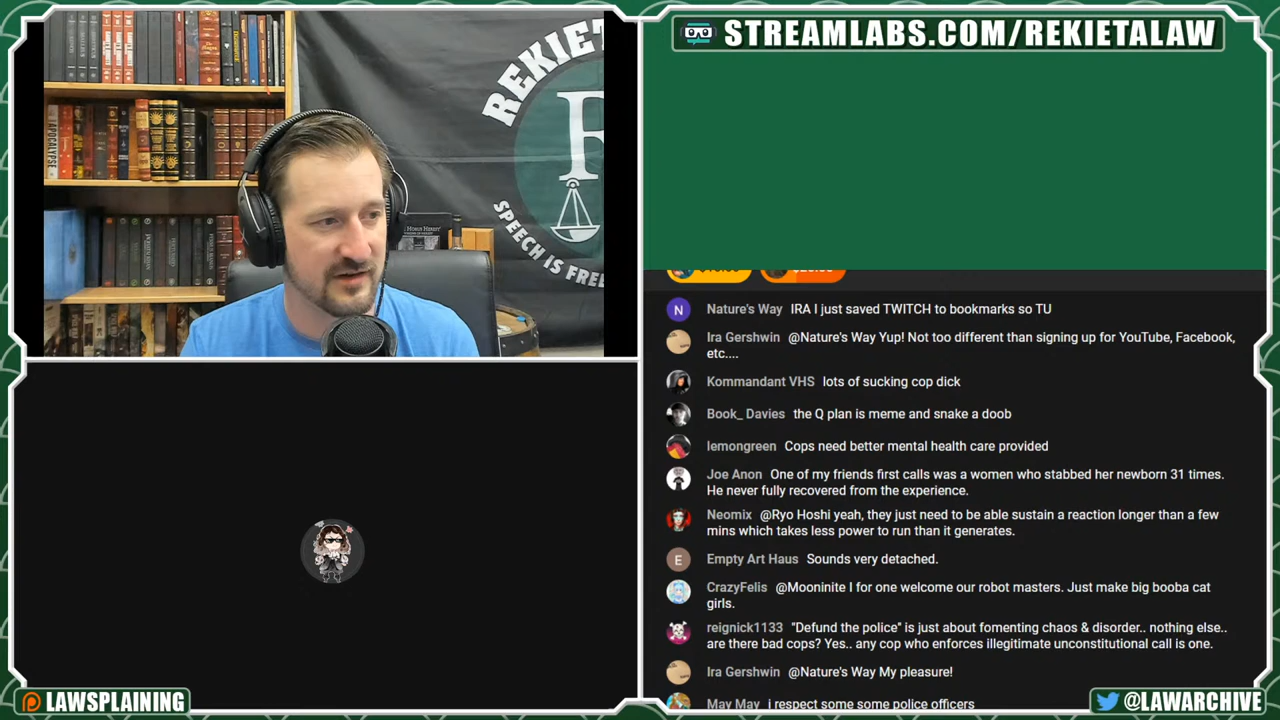 STREAMLABS.COM/REKIETALAW
REKIET
SPEECH IS FREE
APOCALYPSE
HORUS HERESY
Nature's Way IRA I just saved TWITCH to bookmarks so TU
Ira Gershwin @Nature's Way Yup! Not too different than signing up for YouTube, Facebook,
etc....
Kommandant VHS lots of sucking cop dick
Book_ Davies the Q plan is meme and snake a doob
lemongreen Cops need better mental health care provided
Joe Anon One of my friends first calls was a women who stabbed her newborn 31 times.
He never fully recovered from the experience.
Neomix @Ryo Hoshi yeah, they just need to be able sustain a reaction longer than a few
mins which takes less power to run than it generates.
E
Empty Art Haus Sounds very detached.
CrazyFelis @Mooninite I for one welcome our robot masters. Just make big booba cat
girls.
reignick1133 "Defund the police" is just about fomenting chaos & disorder.. nothing else..
are there bad cops? Yes.. any cop who enforces illegitimate unconstitutional call is one.
Ira Gershwin @Nature's Way My pleasure!
May May i respect some some police officers
LAWSPLAINING
@LAWARCHIVE